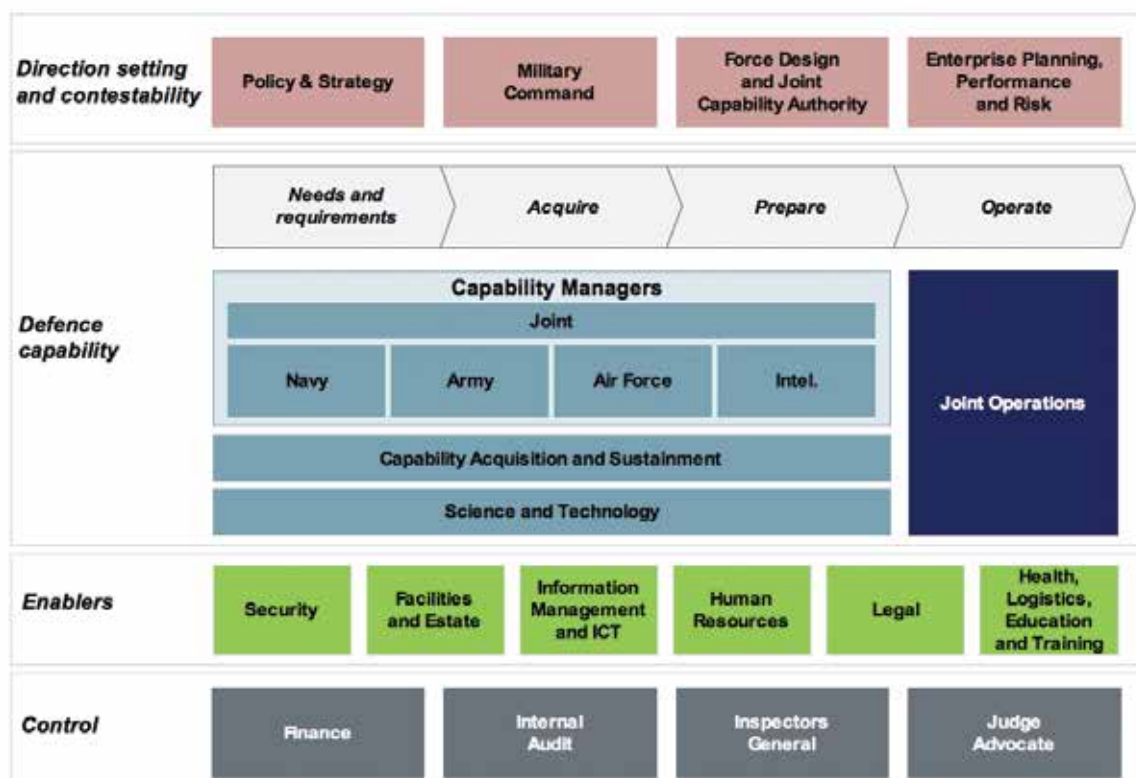 Direction setting
and contestability
Policy & Strategy
Military
Command
Force Design
and Joint
Capability Authority
Enterprise Planning,
Performance
and Risk
Needs and
requirements
Acquire
Prepare
Operate
Defence
capability
Capability Managers
Joint
Navy
Army
Air Force
Intel.
Capability Acquisition and Sustainment
Science and Technology
Joint Operations
Enablers
Security
Facilities
and Estate
Information
Management
and ICT
Human
Resources
Legal
Health,
Logistics,
Education
and Training
Control
Finance
Internal
Audit
Inspectors
General
Judge
Advocate